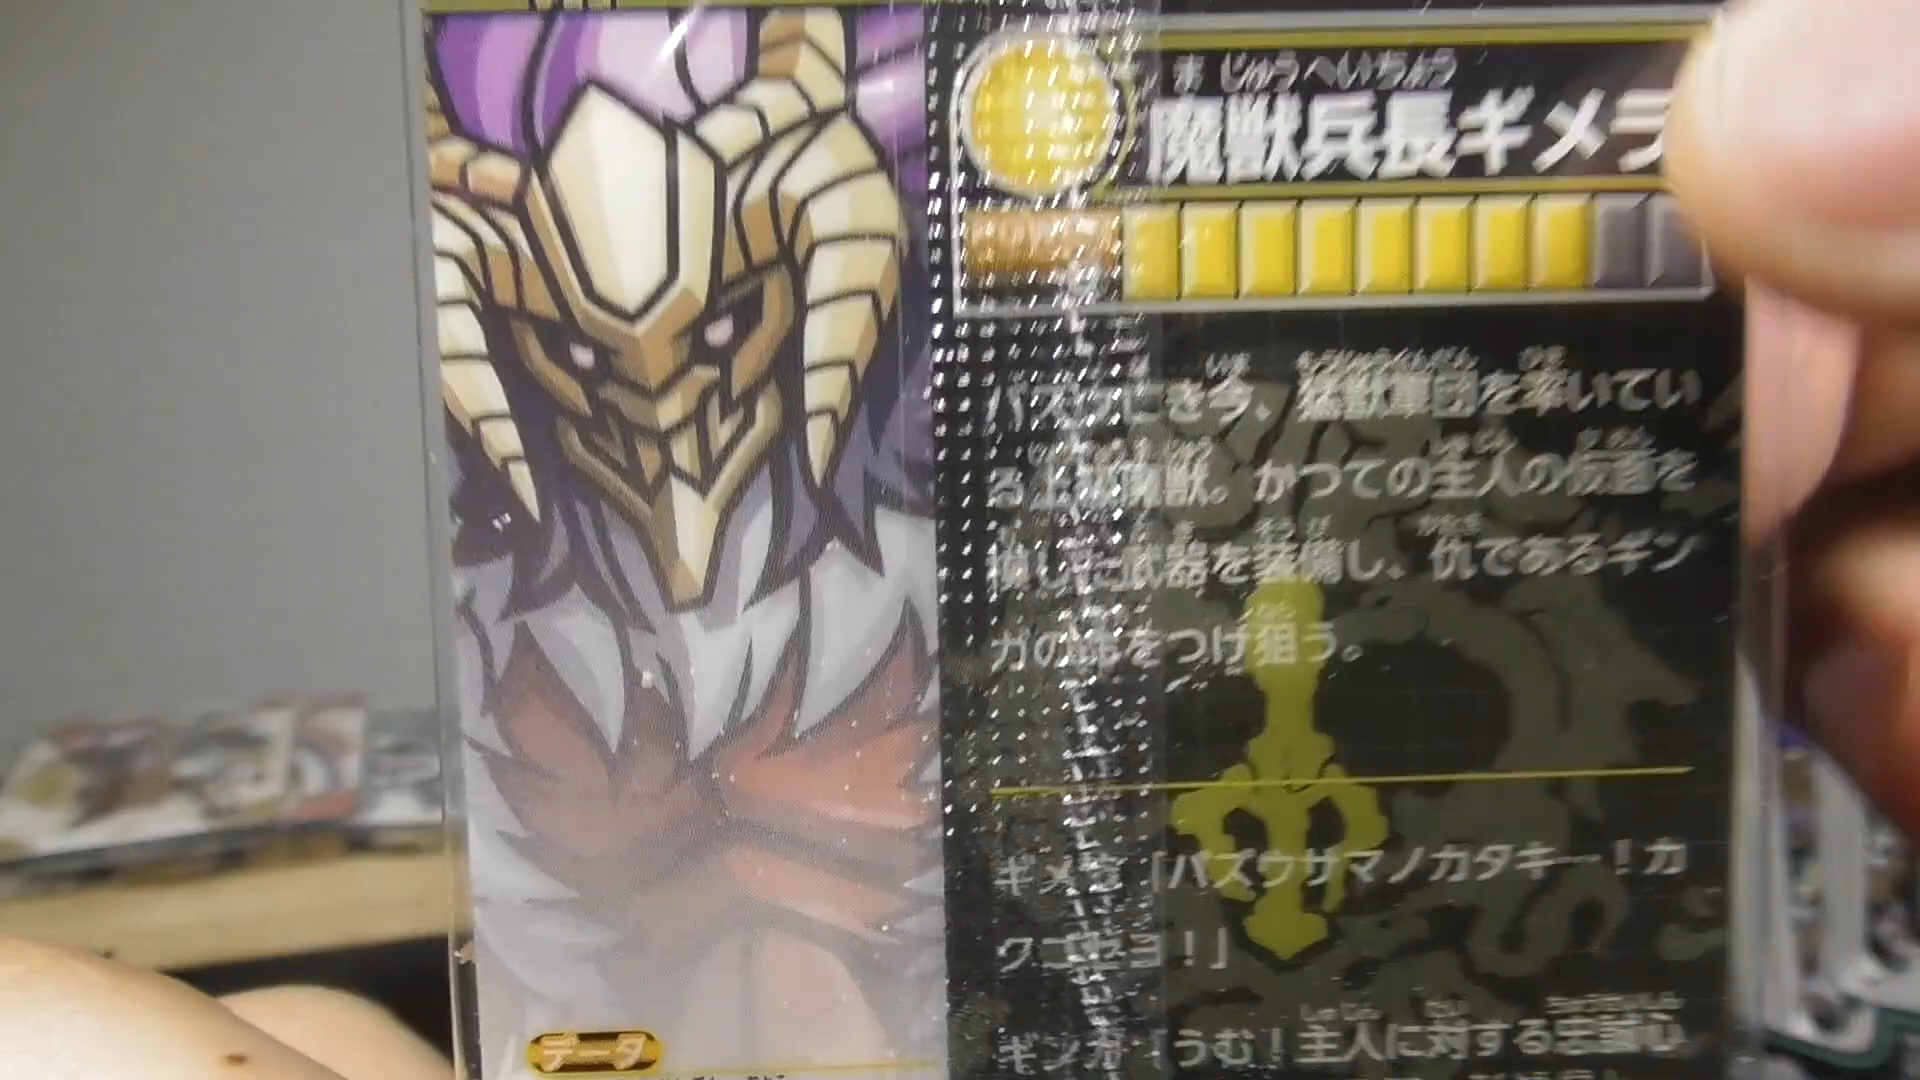 ま じゅうへいちょう
魔獣兵長ギメラ
バズウにき今、猛獣軍団を率いてい
る上級魔獣。かつての主人の仮面を
模した武器を装備し、仇であるギン
ガの命をつけ狙う。
ギメラ「バズウサマノカタキー！カ
クゴセヨ！」
ギンガ「うむ！主人に対する忠誠心
データ